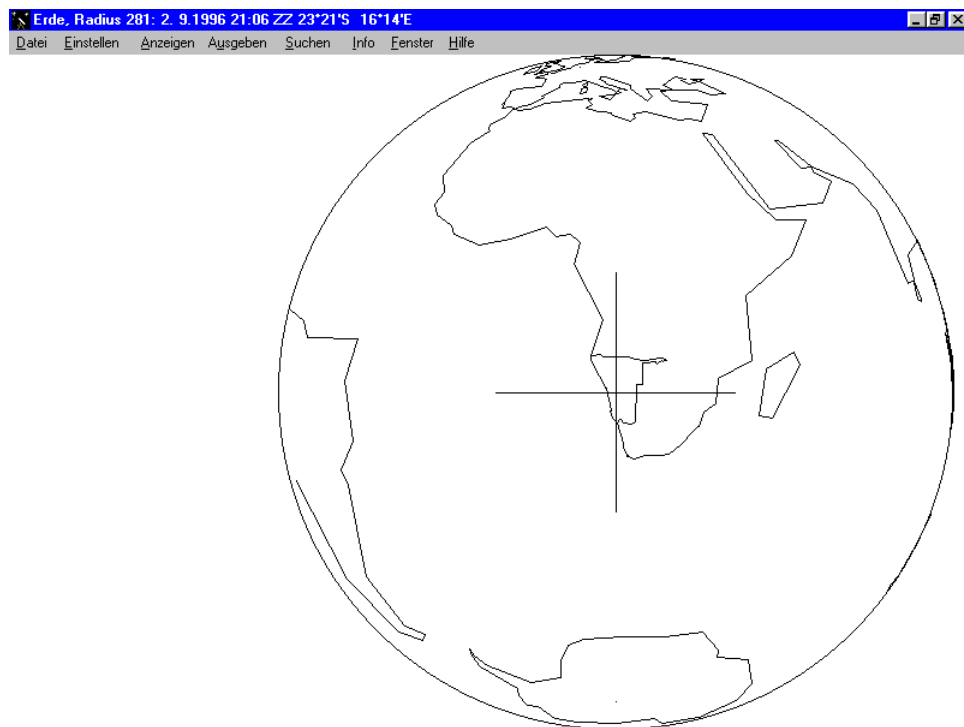 Erde, Radius 281: 2. 9.1996 21:06 ZZ 23°21'S 16°14'E
Datei Einstellen Anzeigen Ausgeben Suchen Info Fenster Hilfe